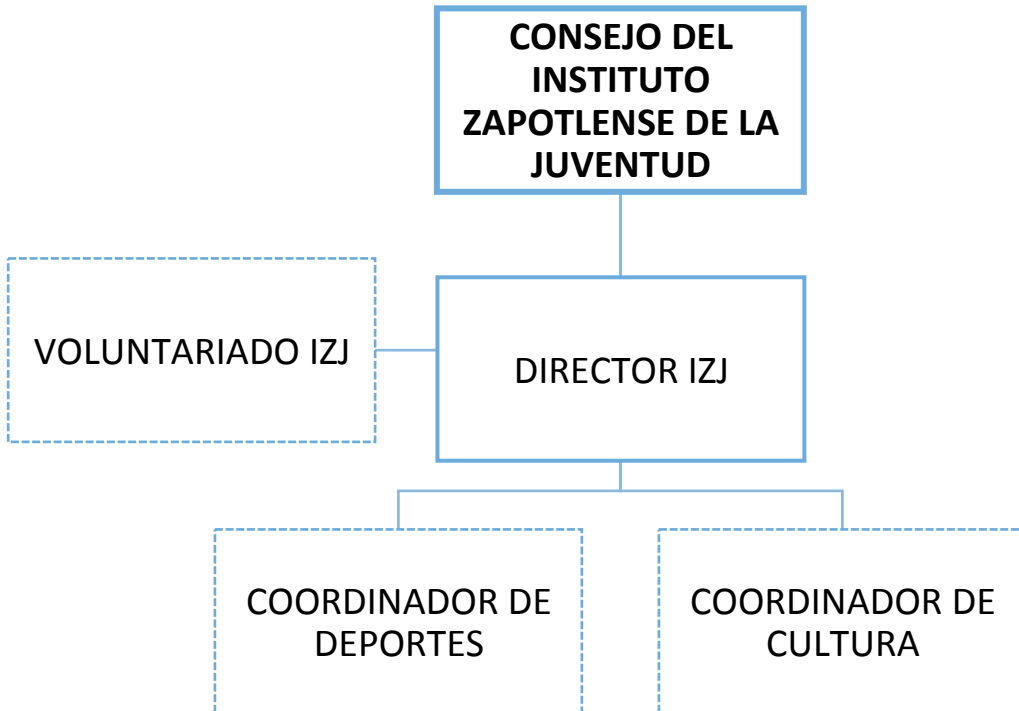 CONSEJO DEL
INSTITUTO
ZAPOTLENSE DE LA
JUVENTUD
VOLUNTARIADO IZJ
DIRECTOR IZJ
COORDINADOR DE
DEPORTES
COORDINADOR DE
CULTURA